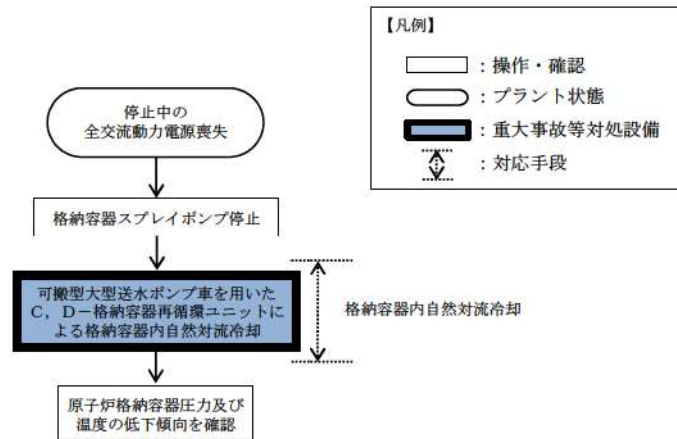 【凡例】
：操作・確認
：プラント状態
：重大事故等対処設備
：対応手段
停止中の
全交流動力電源喪失
格納容器スプレイポンプ停止
可搬型大型送水ポンプ車を用いた
C，D－格納容器再循環ユニットに
よる格納容器内自然対流冷却
格納容器内自然対流冷却
原子炉格納容器圧力及び
温度の低下傾向を確認